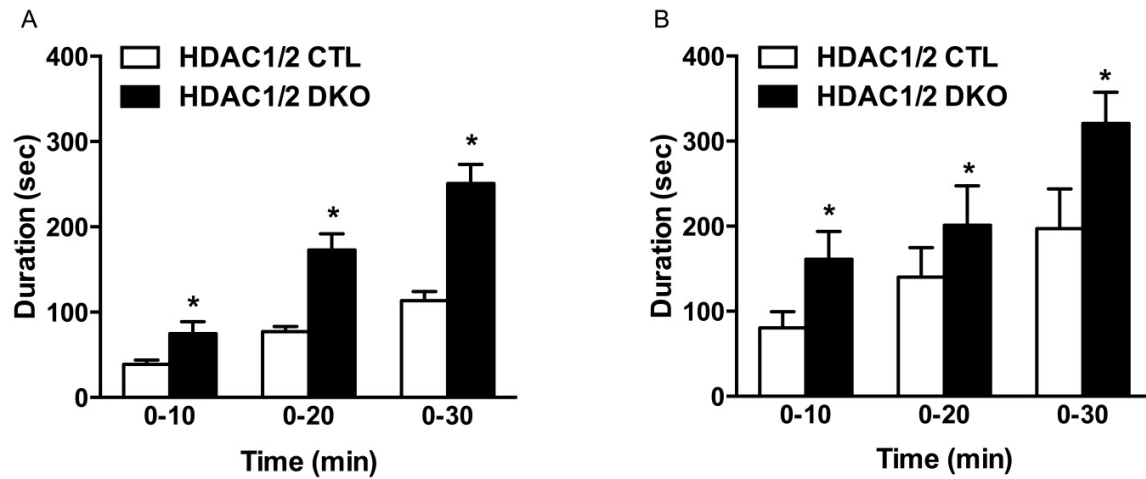 A
HDAC1/2 CTL
HDAC1/2 DKO
Duration (sec)
400
300
200
100
0
*
*
*
0-10
0-20
0-30
Time (min)
B
HDAC1/2 CTL
HDAC1/2 DKO
Duration (sec)
400
300
200
100
0
*
*
*
0-10
0-20
0-30
Time (min)